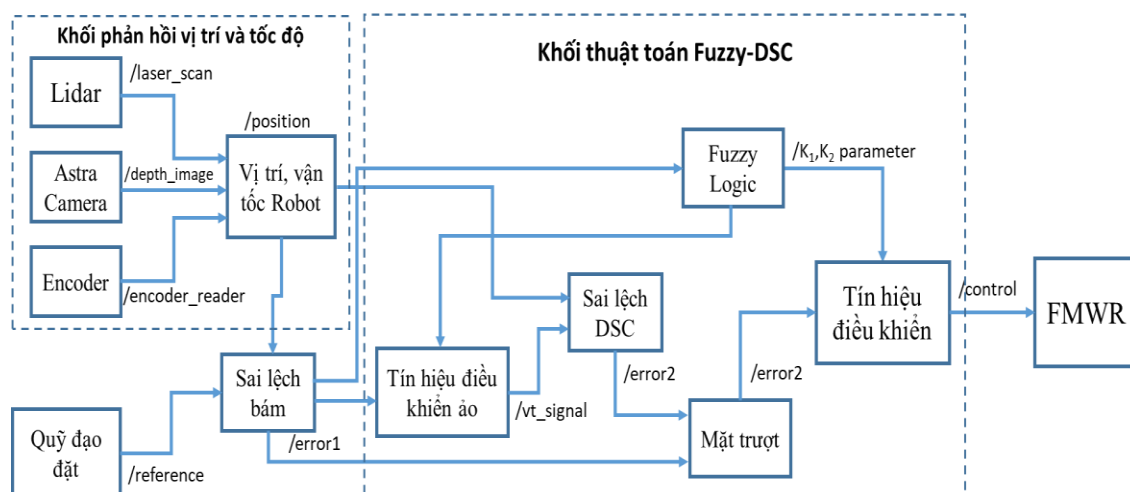 Khối phản hồi vị trí và tốc độ
/laser_scan
Lidar
/position
Astra
Camera
/depth_image
Vị trí, vận
tốc Robot
Encoder
/encoder_reader
Sai lệch
bám
/error1
Quỹ đạo
đặt
/reference
Khối thuật toán Fuzzy-DSC
Fuzzy
Logic
/K₁,K₂ parameter
Sai lệch
DSC
Tín hiệu điều
khiển ảo
/vt_signal
/error2
Mặt trượt
/error2
Tín hiệu
điều khiển
/control
FMWR